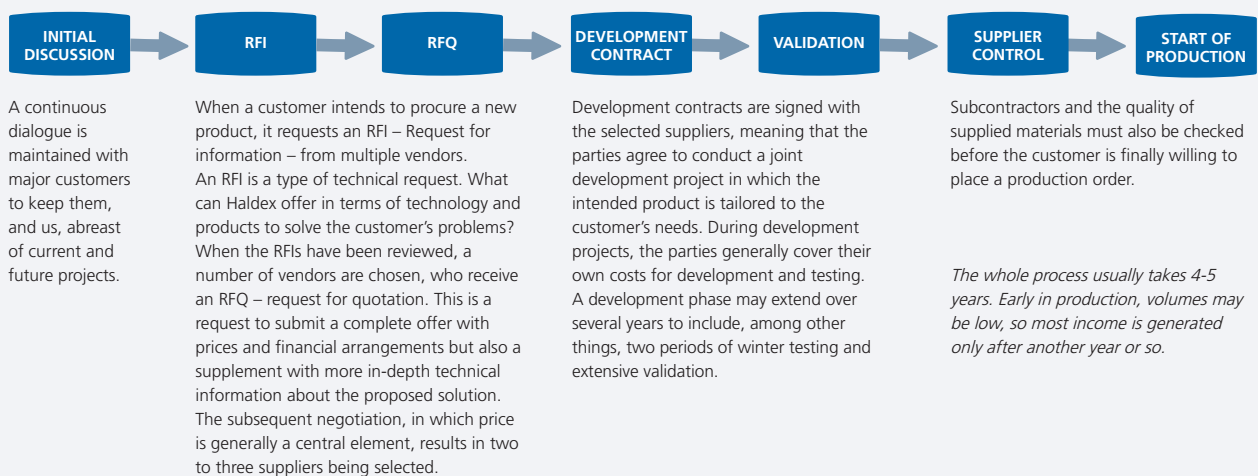 INITIAL
DISCUSSION
RFI
RFQ
DEVELOPMENT
CONTRACT
VALIDATION
SUPPLIER
CONTROL
START OF
PRODUCTION
A continuous
dialogue is
maintained with
major customers
to keep them,
and us, abreast
of current and
future projects.
When a customer intends to procure a new
product, it requests an RFI – Request for
information – from multiple vendors.
An RFI is a type of technical request. What
can Haldex offer in terms of technology and
products to solve the customer’s problems?
When the RFIs have been reviewed, a
number of vendors are chosen, who receive
an RFQ – request for quotation. This is a
request to submit a complete offer with
prices and financial arrangements but also a
supplement with more in-depth technical
information about the proposed solution.
The subsequent negotiation, in which price
is generally a central element, results in two
to three suppliers being selected.
Development contracts are signed with
the selected suppliers, meaning that the
parties agree to conduct a joint
development project in which the
intended product is tailored to the
customer’s needs. During development
projects, the parties generally cover their
own costs for development and testing.
A development phase may extend over
several years to include, among other
things, two periods of winter testing and
extensive validation.
Subcontractors and the quality of
supplied materials must also be checked
before the customer is finally willing to
place a production order.
The whole process usually takes 4-5
years. Early in production, volumes may
be low, so most income is generated
only after another year or so.